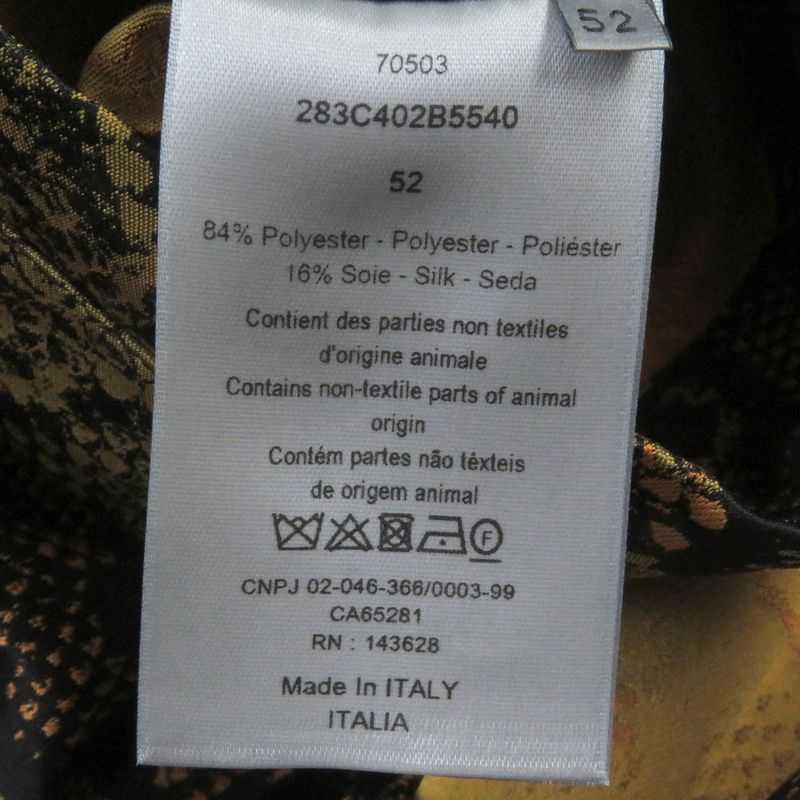 52
70503
283C402B5540
52
84% Polyester - Polyester - Poliéster
16% Soie - Silk - Seda
Contient des parties non textiles
d'origine animale
Contains non-textile parts of animal
origin
Contém partes não têxteis
de origem animal
F
CNPJ 02-046-366/0003-99
CA65281
RN : 143628
Made In ITALY
ITALIA